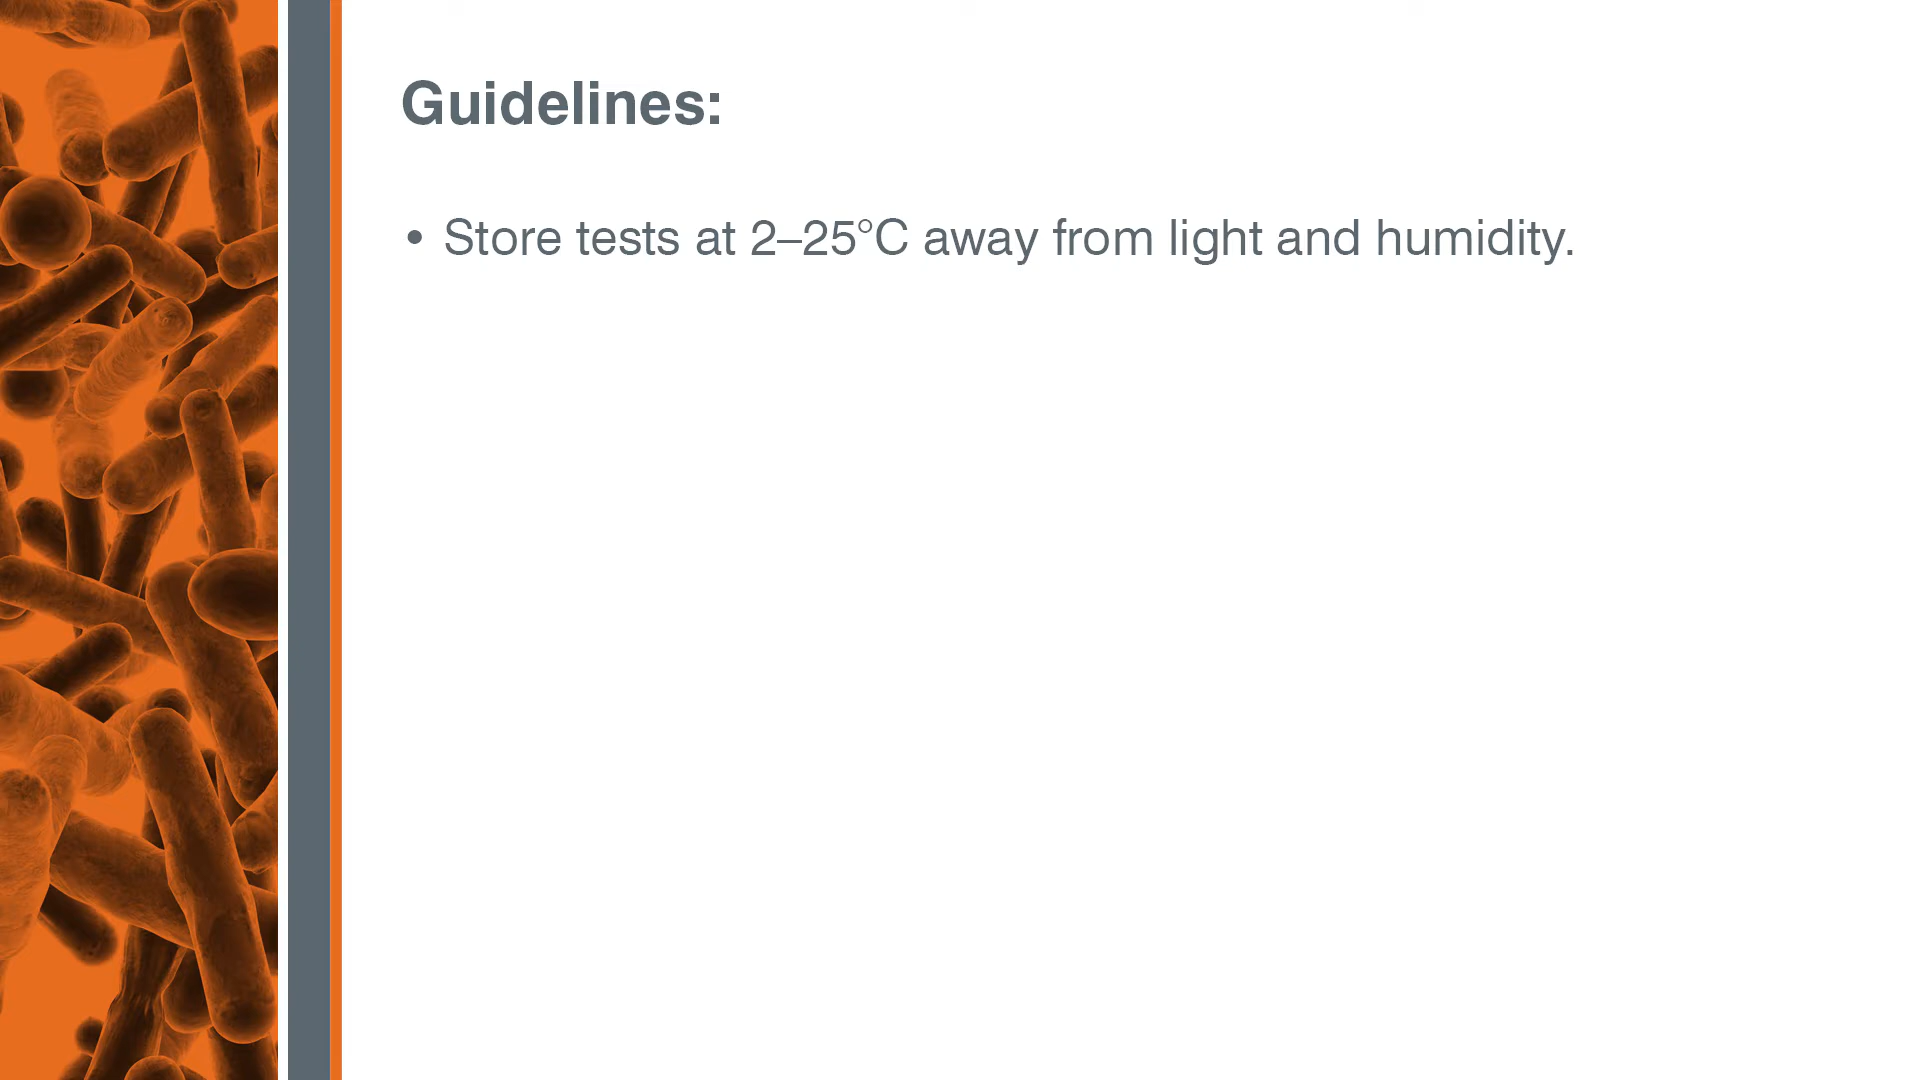 Guidelines:
• Store tests at 2–25°C away from light and humidity.